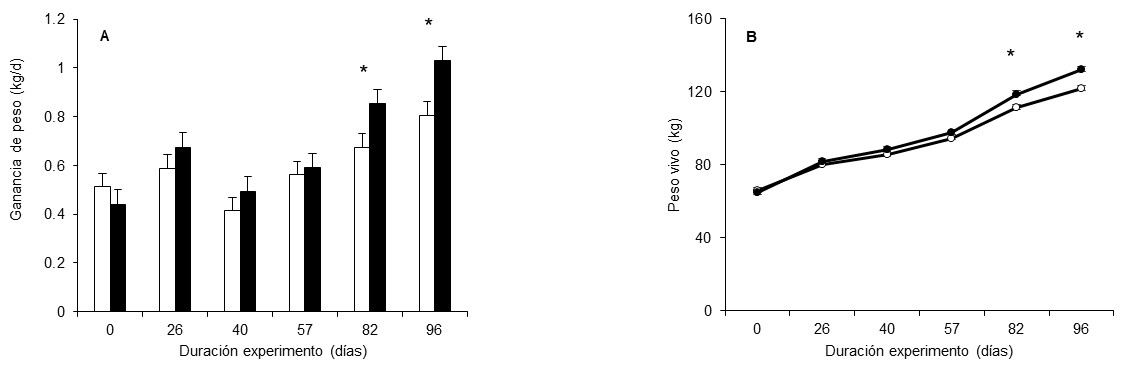 A
Ganancia de peso (kg/d)
1.2
1
0.8
0.6
0.4
0.2
0
*
*
0 26 40 57 82 96
Duración experimento (días)
B
Peso vivo (kg)
160
120
80
40
0
*
*
0 26 40 57 82 96
Duración experimento (días)